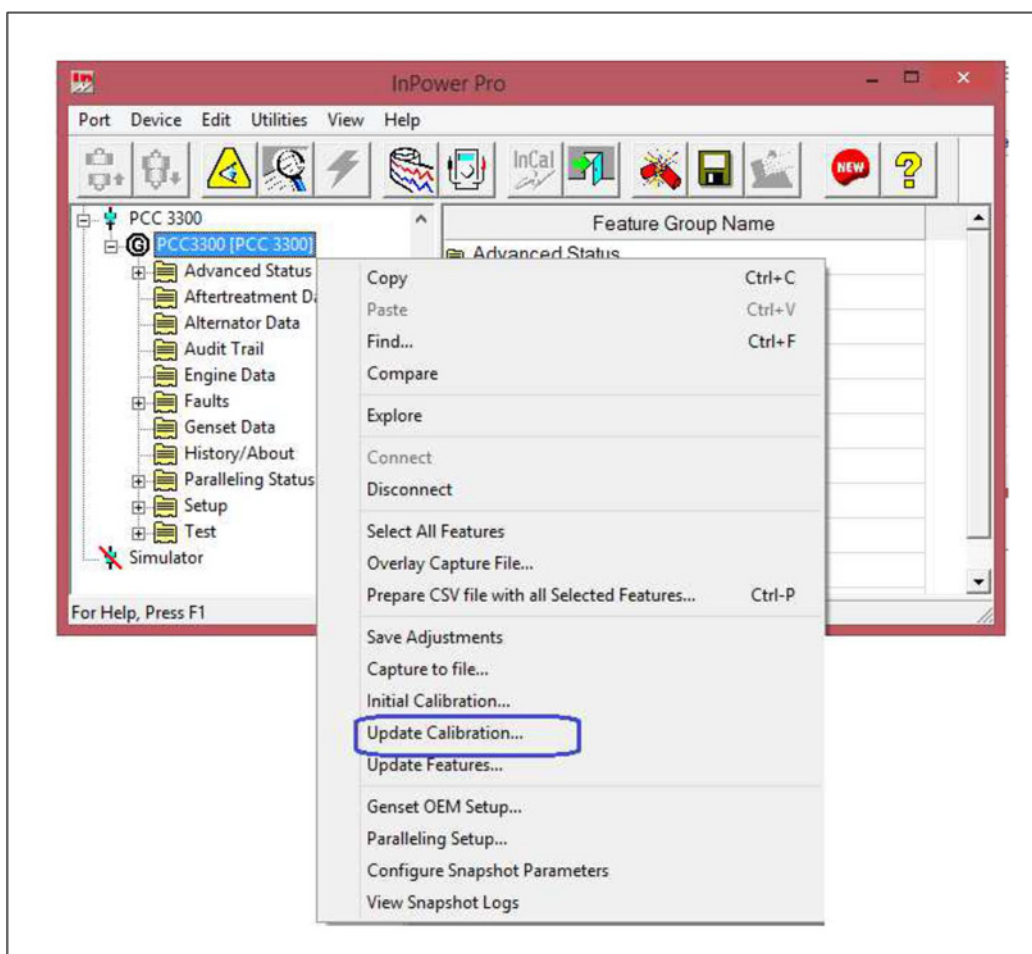 InPower Pro
Port Device Edit Utilities View Help
InCal
NEW
PCC 3300
PCC3300 [PCC 3300]
Advanced Status
Aftertreatment
Alternator Data
Audit Trail
Engine Data
Faults
Genset Data
History/About
Paralleling Status
Setup
Test
Simulator
Feature Group Name
Advanced Status
Copy Ctrl+C
Paste Ctrl+V
Find... Ctrl+F
Compare
Explore
Connect
Disconnect
Select All Features
Overlay Capture File...
Prepare CSV file with all Selected Features... Ctrl-P
Save Adjustments
Capture to file...
Initial Calibration...
Update Calibration...
Update Features...
Genset OEM Setup...
Paralleling Setup...
Configure Snapshot Parameters
View Snapshot Logs
For Help, Press F1